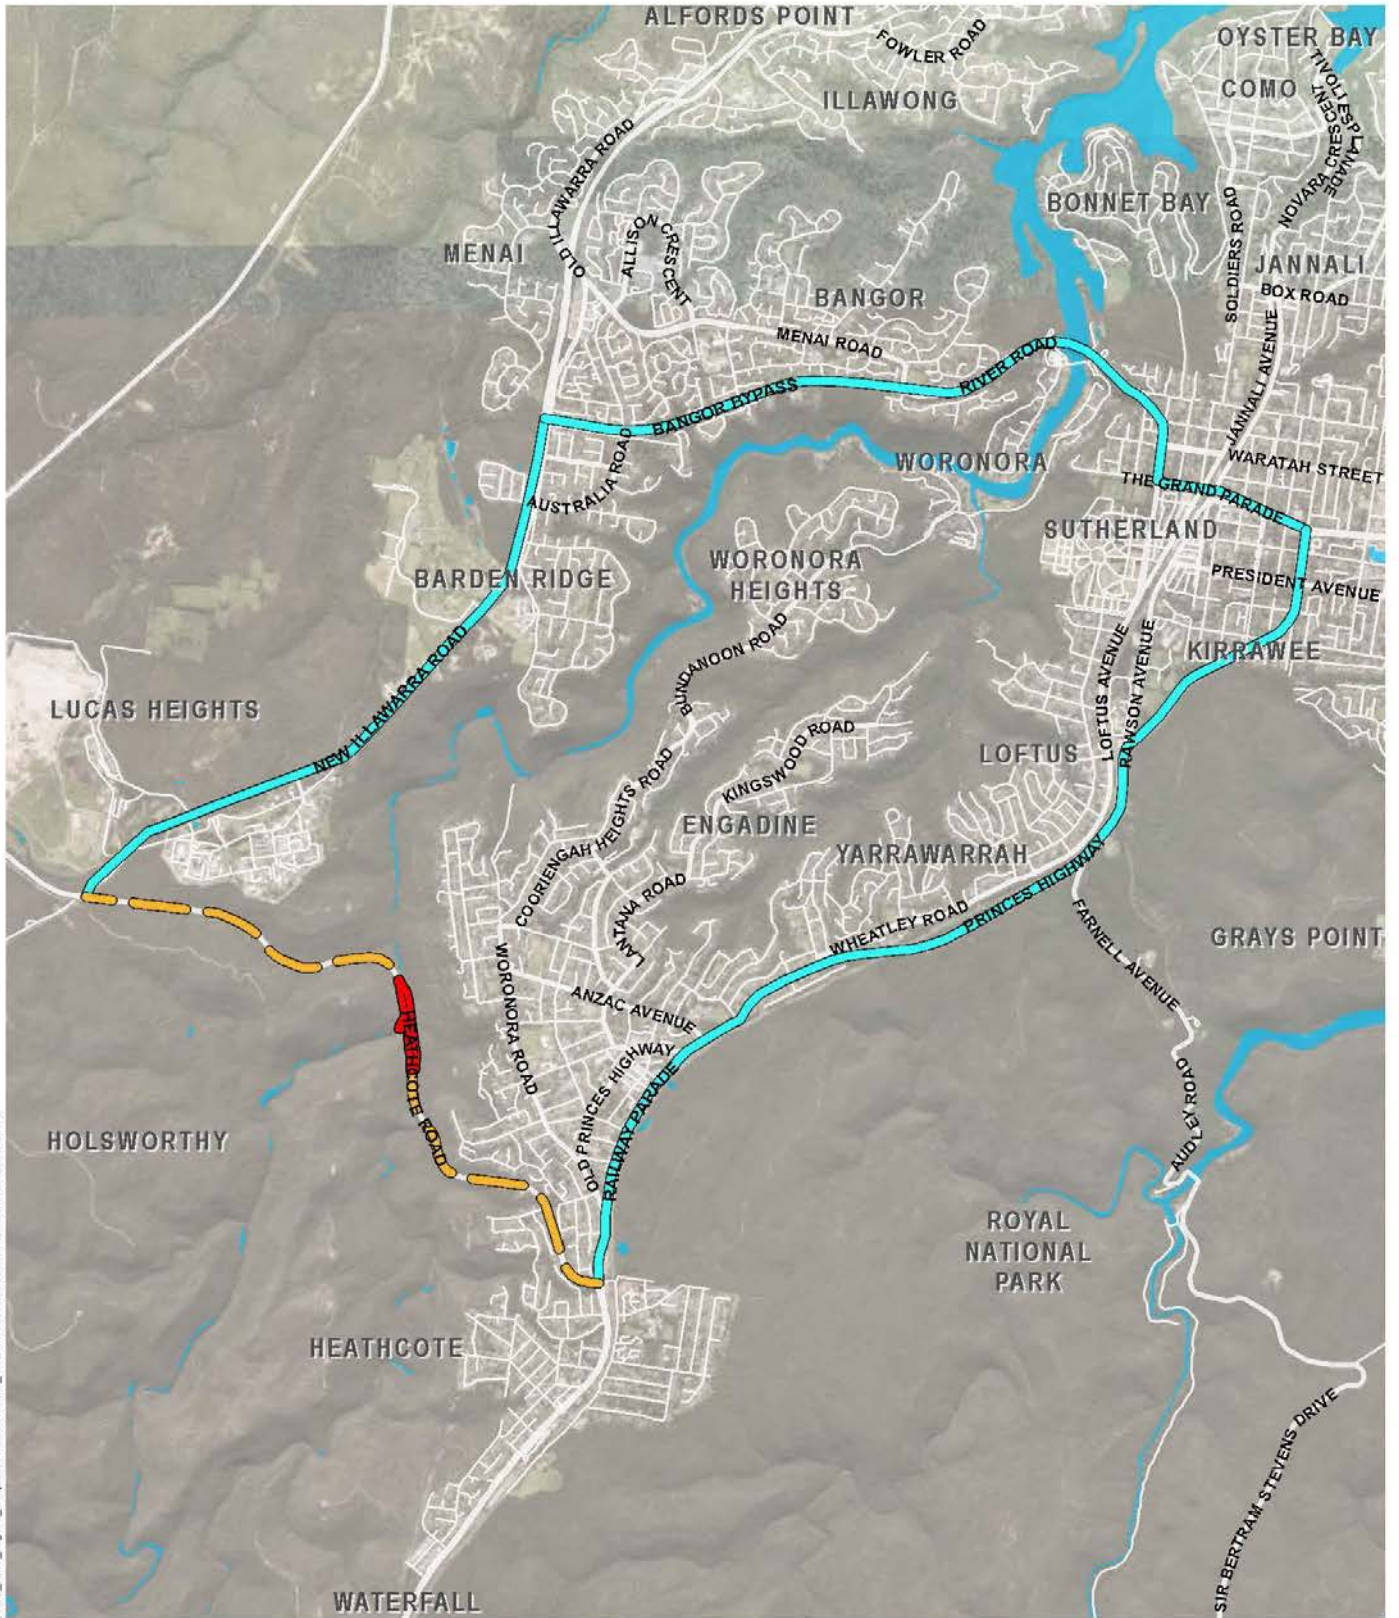 ALFORDS POINT
FOWLER ROAD
OYSTER BAY
TIVOLI ESPLANADE
COMO
ILLAWONG
OLD ILLAWARRA ROAD
NOVARA CRESCENT
BONNET BAY
SOLDIERS ROAD
ALLISON CRESCENT
MENAI
JANNALI
BOX ROAD
BANGOR
MENAI ROAD
RIVER ROAD
JANNALI AVENUE
BANGOR BYPASS
WORONORA
WARATAH STREET
AUSTRALIA ROAD
THE GRAND PARADE
SUTHERLAND
WORONORA
HEIGHTS
BARDEN RIDGE
PRESIDENT AVENUE
BUNDANOON ROAD
KIRRAWEE
NEW ILLAWARRA ROAD
LOFTUS AVENUE
RAWSON AVENUE
LUCAS HEIGHTS
LOFTUS
KINGSWOOD ROAD
COORIENGAH HEIGHTS ROAD
ENGADINE
YARRAWARRAH
LANTANA ROAD
PRINCES HIGHWAY
WHEATLEY ROAD
FARNELL AVENUE
GRAYS POINT
WORONORA ROAD
ANZAC AVENUE
HEATHCOTE ROAD
OLD PRINCES HIGHWAY
RAILWAY PARADE
AUDLEY ROAD
HOLSWORTHY
ROYAL
NATIONAL
PARK
HEATHCOTE
SIR BERTRAM STEVENS DRIVE
WATERFALL